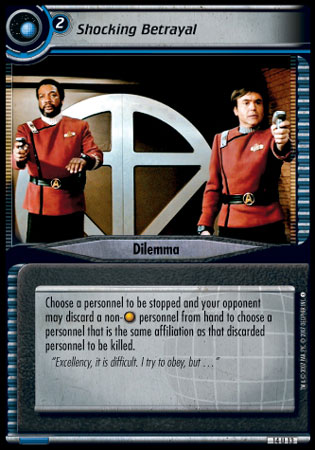 2
Shocking Betrayal
Dilemma
Choose a personnel to be stopped and your opponent
may discard a non- personnel from hand to choose a
personnel that is the same affiliation as that discarded
personnel to be killed.
"Excellency, it is difficult. I try to obey, but . . ."
14 U 13